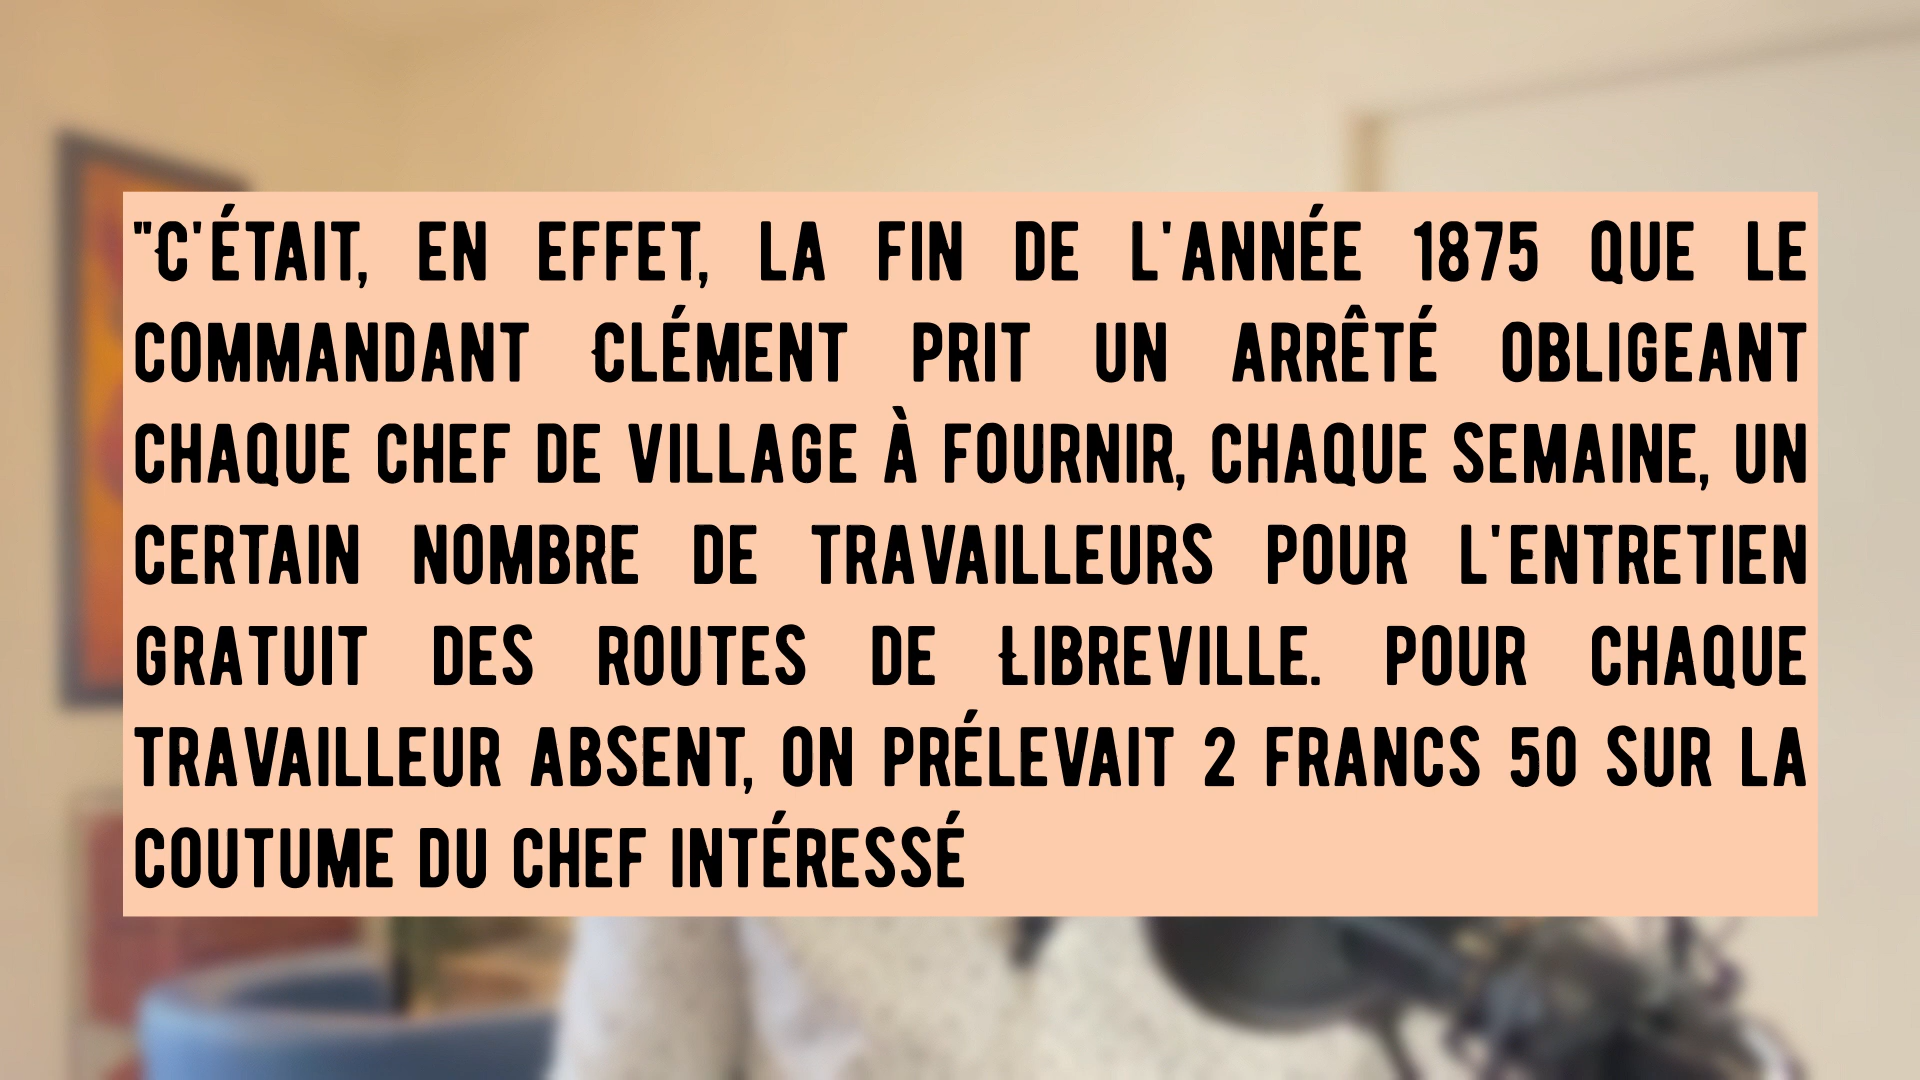 "C'ÉTAIT, EN EFFET, LA FIN DE L'ANNÉE 1875 QUE LE
COMMANDANT CLÉMENT PRIT UN ARRÊTÉ OBLIGEANT
CHAQUE CHEF DE VILLAGE À FOURNIR, CHAQUE SEMAINE, UN
CERTAIN NOMBRE DE TRAVAILLEURS POUR L'ENTRETIEN
GRATUIT DES ROUTES DE LIBREVILLE. POUR CHAQUE
TRAVAILLEUR ABSENT, ON PRÉLEVAIT 2 FRANCS 50 SUR LA
COUTUME DU CHEF INTÉRESSÉ